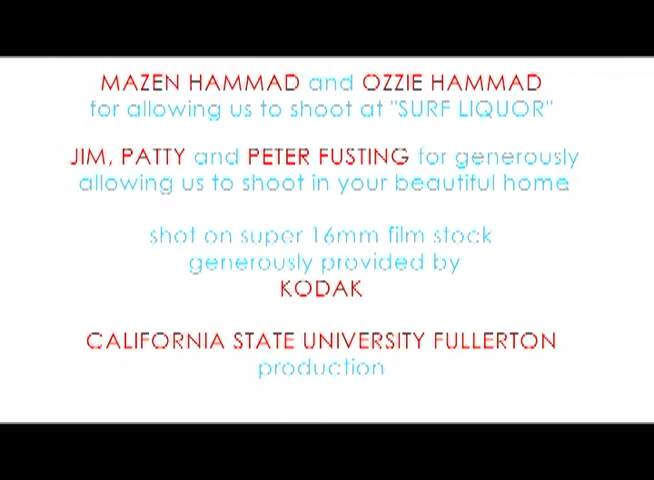 MAZEN HAMMAD and OZZIE HAMMAD
for allowing us to shoot at "SURF LIQUOR"
JIM, PATTY and PETER FUSTING for generously
allowing us to shoot in your beautiful home
shot on super 16mm film stock
generously provided by
KODAK
CALIFORNIA STATE UNIVERSITY FULLERTON
production